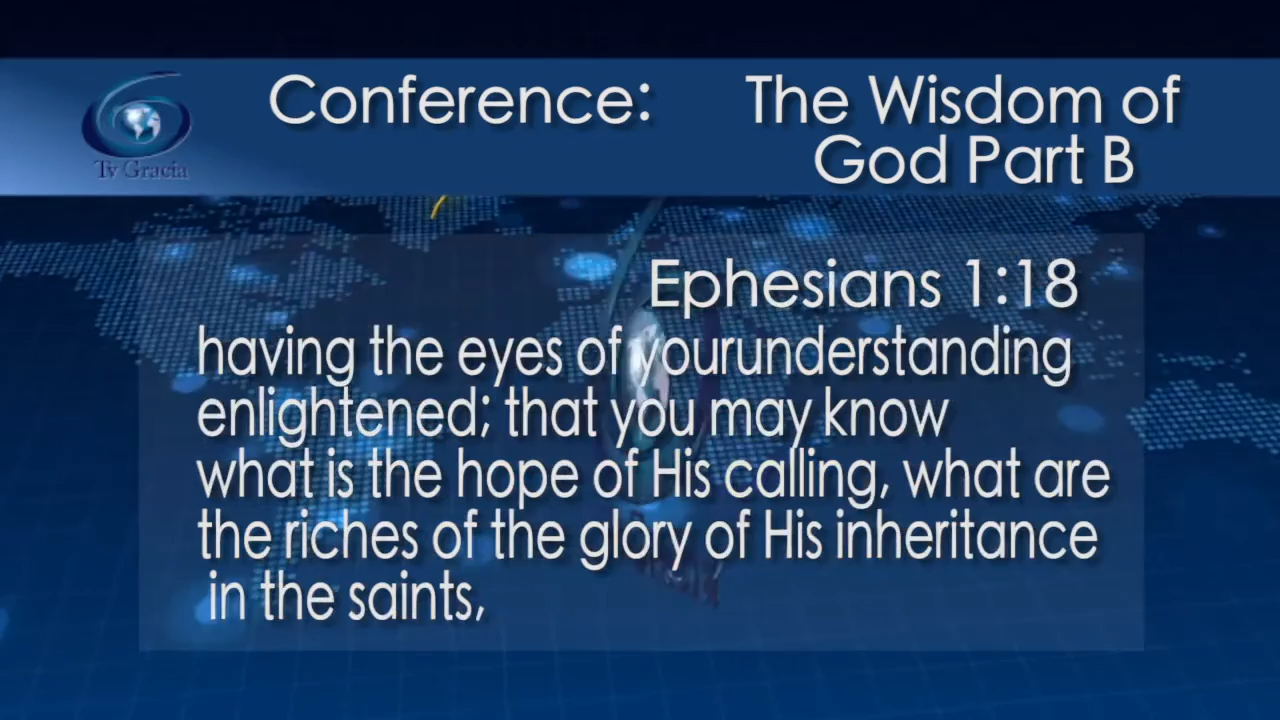 Conference: The Wisdom of
God Part B
Tv Gracia
Ephesians 1:18
having the eyes of yourunderstanding
enlightened; that you may know
what is the hope of His calling, what are
the riches of the glory of His inheritance
in the saints,